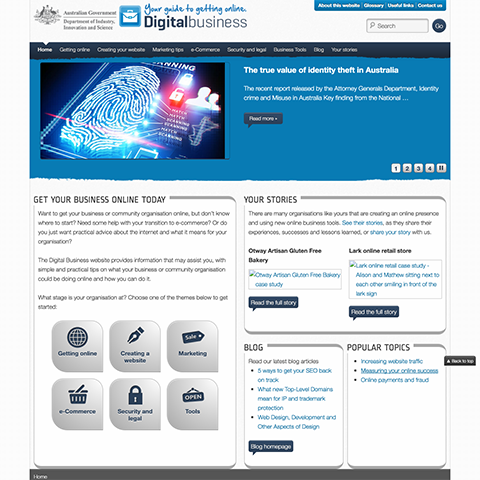 Australian Government
Department of Industry,
Innovation and Science
Your guide to getting online.
Digitalbusiness
About this website Glossary Useful links Contact us
Search Go
Home Getting online Creating your website Marketing tips e-Commerce Security and legal Business Tools Blog Your stories
The true value of identity theft in Australia
The recent report released by the Attorney Generals Department, Identity
crime and Misuse in Australia Key finding from the National ...
Read more
MATCH
MATCH
SCANNING
SCANNING
SCANNING
1 2 3 4
GET YOUR BUSINESS ONLINE TODAY
Want to get your business or community organisation online, but don't know
where to start? Need some help with your transition to e-commerce? Or do
you just want practical advice about the internet and what it means for your
organisation?
The Digital Business website provides information that may assist you, with
simple and practical tips on what your business or community organisation
could be doing online and how you can do it.
What stage is your organisation at? Choose one of the themes below to get
started:
Getting online
Creating a
website
Sale
Marketing
e-Commerce
Security and
legal
OPEN
Tools
YOUR STORIES
There are many organisations like yours that are creating an online presence
and using new online business tools. See their stories, as they share their
experiences, successes and lessons learned, or share your story with us.
Otway Artisan Gluten Free
Bakery
Otway Artisan Gluten Free Bakery
case study
Read the full story
Lark online retail store
Lark online retail case study -
Alison and Mathew sitting next to
each other smiling in front of the
lark sign
Read the full story
BLOG
Read our latest blog articles
• 5 ways to get your SEO back
on track
• What new Top-Level Domains
mean for IP and trademark
protection
• Web Design, Development and
Other Aspects of Design
Blog homepage
POPULAR TOPICS
• Increasing website traffic
• Measuring your online success
• Online payments and fraud
Back to top
Home